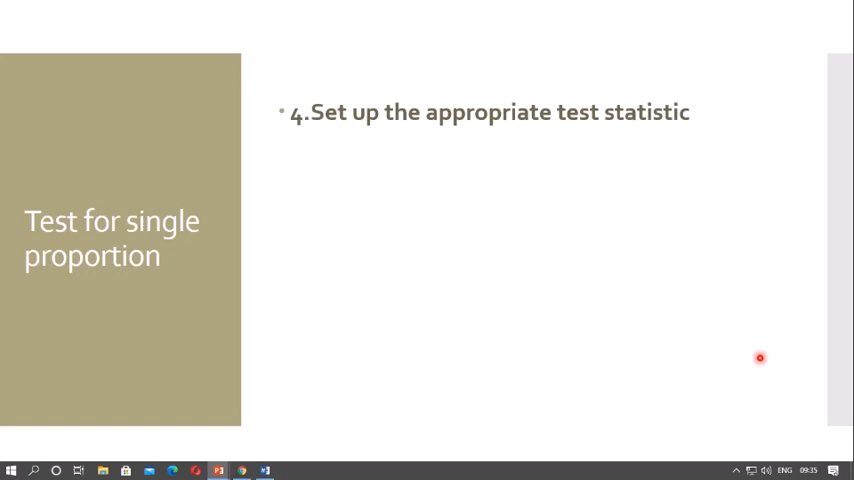 4.Set up the appropriate test statistic
Test for single
proportion
ENG
09:35